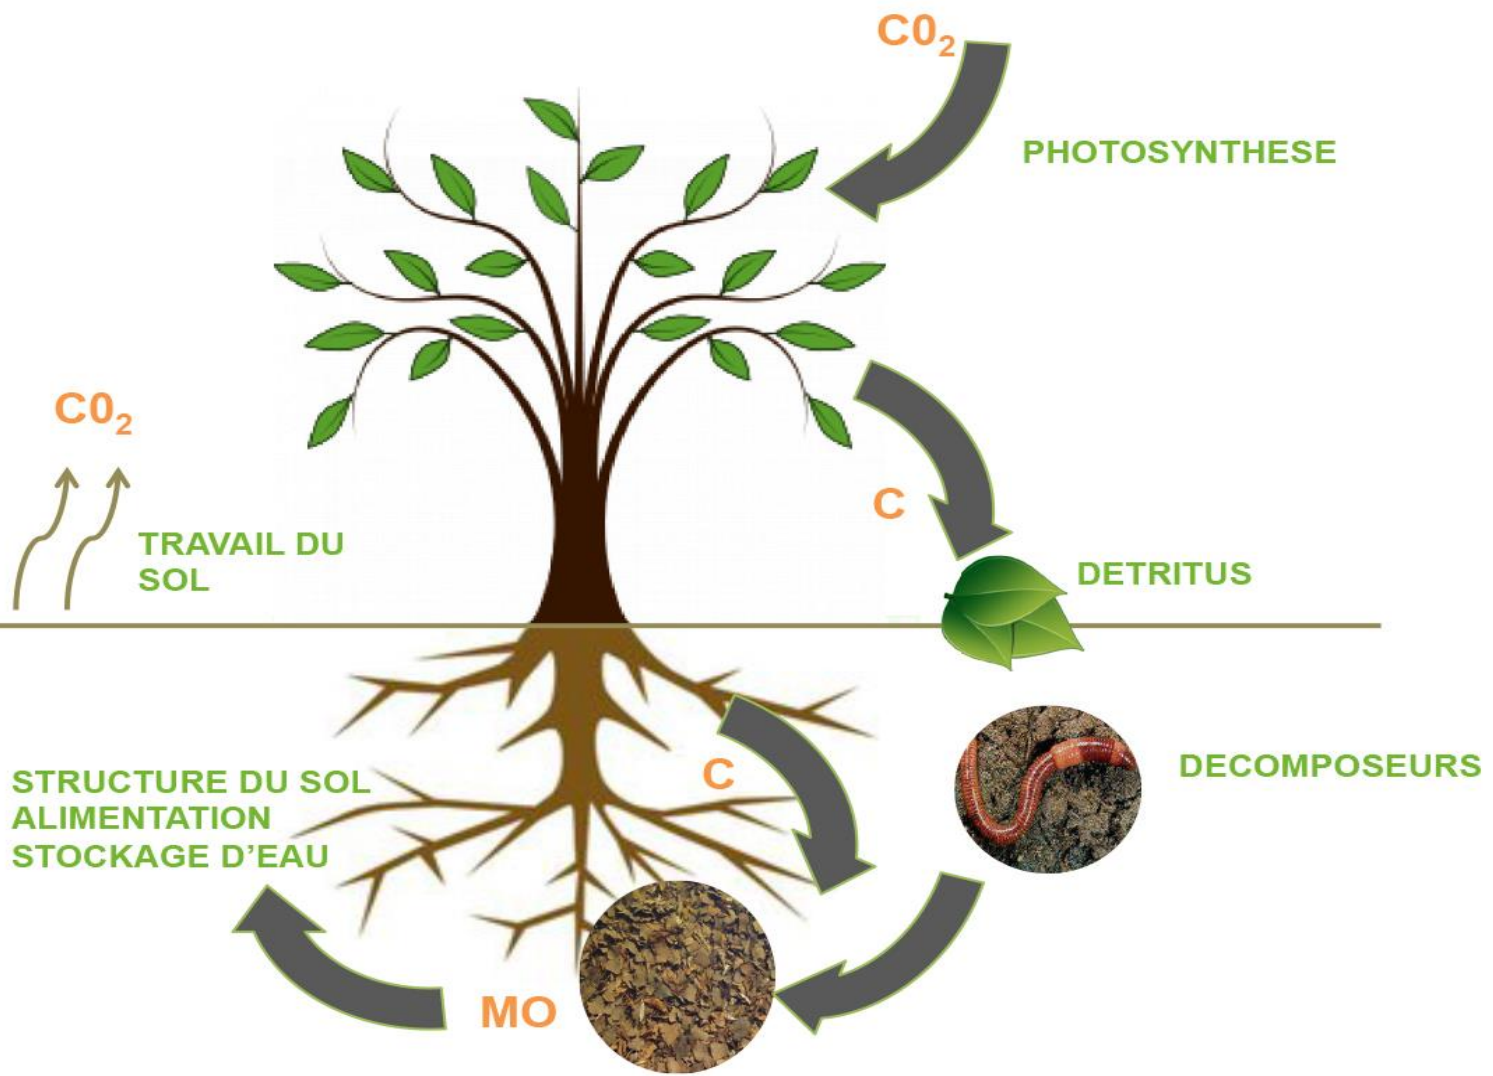 C0₂
PHOTOSYNTHESE
C0₂
C
TRAVAIL DU
SOL
DETRITUS
C
DECOMPOSEURS
STRUCTURE DU SOL
ALIMENTATION
STOCKAGE D’EAU
MO